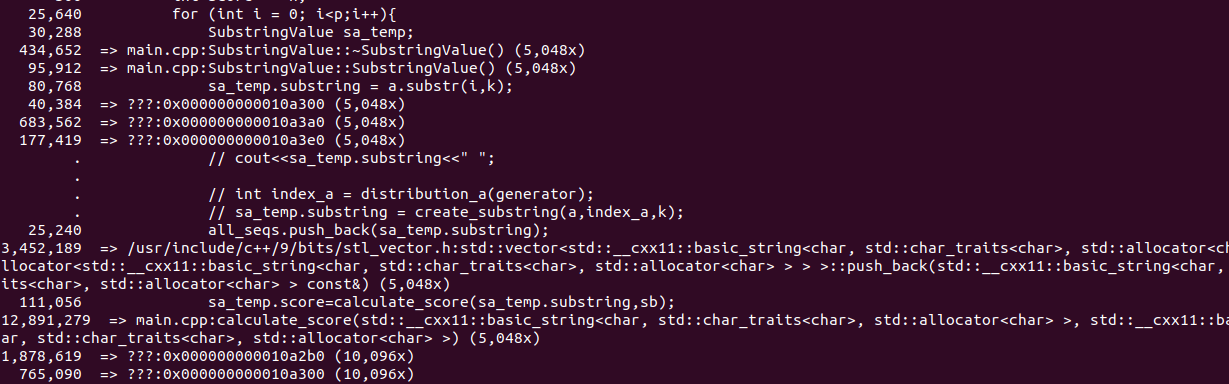 25,640          for (int i = 0; i<p;i++){
30,288              SubstringValue sa_temp;
434,652  => main.cpp:SubstringValue::~SubstringValue() (5,048x)
95,912  => main.cpp:SubstringValue::SubstringValue() (5,048x)
80,768              sa_temp.substring = a.substr(i,k);
40,384  => ???:0x000000000010a300 (5,048x)
683,562  => ???:0x000000000010a3a0 (5,048x)
177,419  => ???:0x000000000010a3e0 (5,048x)
.              // cout<<sa_temp.substring<<" ";
.
.              // int index_a = distribution_a(generator);
.              // sa_temp.substring = create_substring(a,index_a,k);
25,240              all_seqs.push_back(sa_temp.substring);
3,452,189  => /usr/include/c++/9/bits/stl_vector.h:std::vector<std::__cxx11::basic_string<char, std::char_traits<char>, std::allocator<ch
llocator<std::__cxx11::basic_string<char, std::char_traits<char>, std::allocator<char> > > >::push_back(std::__cxx11::basic_string<char,
its<char>, std::allocator<char> > const&) (5,048x)
111,056              sa_temp.score=calculate_score(sa_temp.substring,sb);
12,891,279  => main.cpp:calculate_score(std::__cxx11::basic_string<char, std::char_traits<char>, std::allocator<char> >, std::__cxx11::ba
ar, std::char_traits<char>, std::allocator<char> >) (5,048x)
1,878,619  => ???:0x000000000010a2b0 (10,096x)
765,090  => ???:0x000000000010a300 (10,096x)